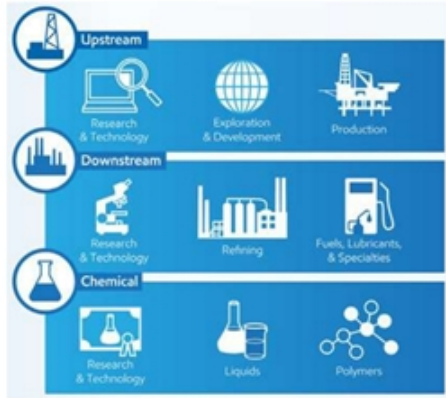 Upstream
Research
& Technology
Exploration
& Development
Production
Downstream
Research
& Technology
Refining
Fuels, Lubricants,
& Specialties
Chemical
Research
& Technology
Liquids
Polymers